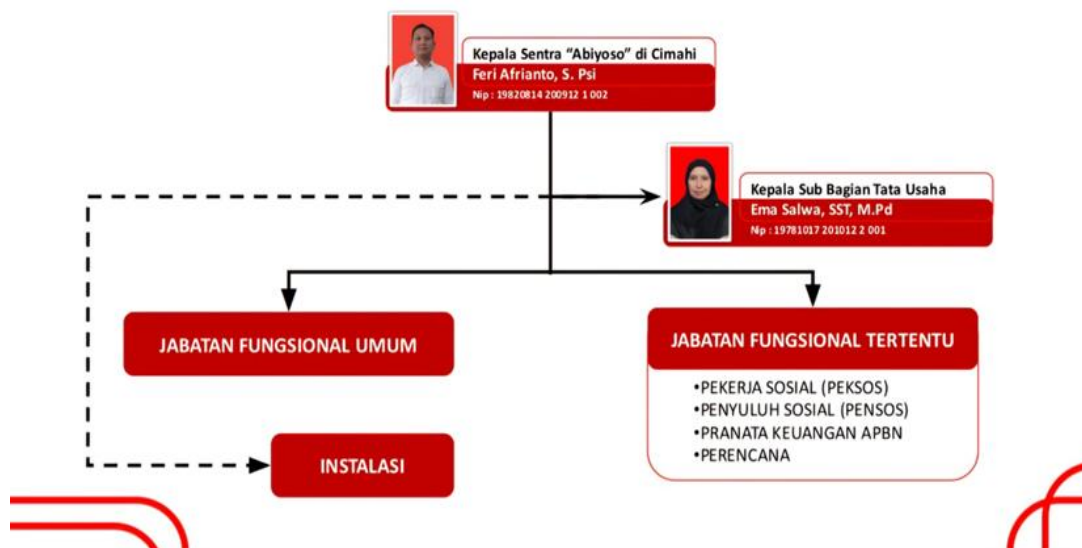 Kepala Sentra “Abiyoso” di Cimahi
Feri Afrianto, S. Psi
Nip : 19820814 200912 1 002
Kepala Sub Bagian Tata Usaha
Ema Salwa, SST, M.Pd
Nip : 19781017 201012 2 001
JABATAN FUNGSIONAL UMUM
JABATAN FUNGSIONAL TERTENTU
•PEKERJA SOSIAL (PEKSOS)
•PENYULUH SOSIAL (PENSOS)
•PRANATA KEUANGAN APBN
•PERENCANA
INSTALASI